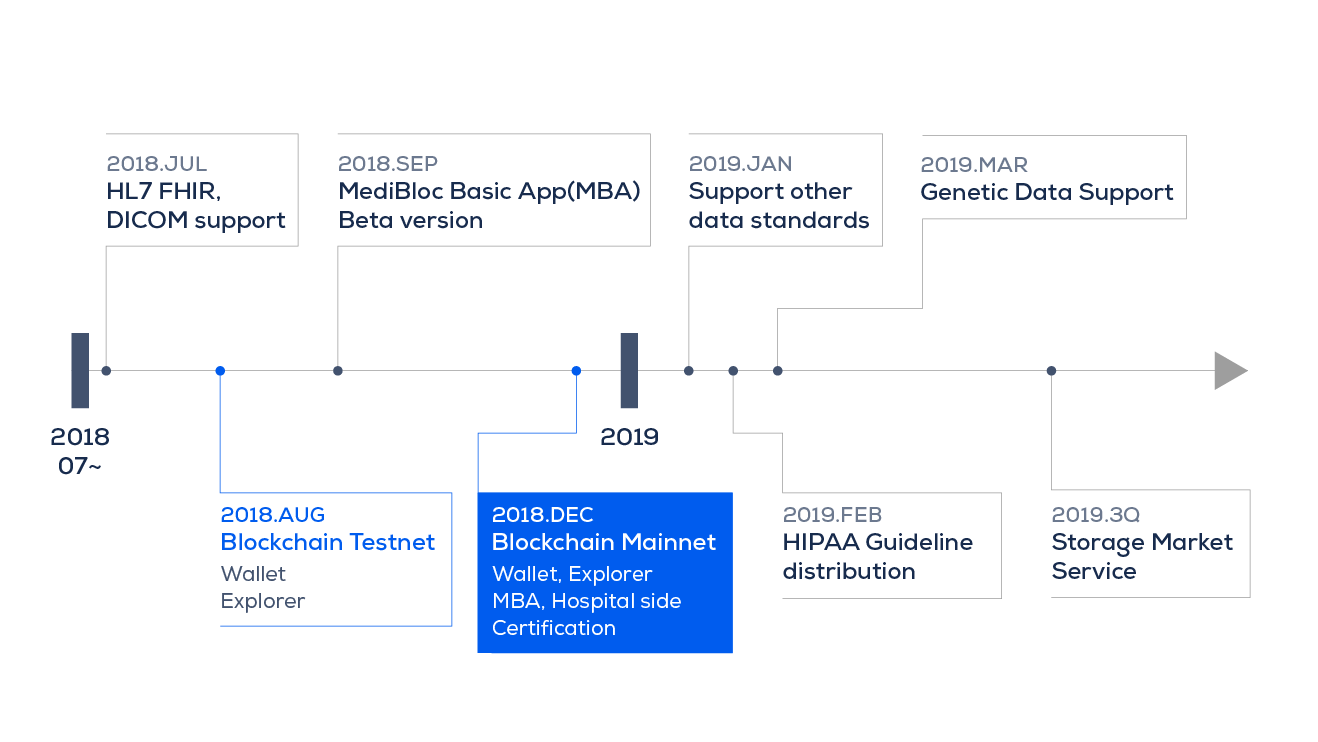 2018.JUL
HL7 FHIR,
DICOM support
2018.SEP
MediBloc Basic App(MBA)
Beta version
2019.JAN
Support other
data standards
2019.MAR
Genetic Data Support
2018
07~
2019
2018.AUG
Blockchain Testnet
Wallet
Explorer
2018.DEC
Blockchain Mainnet
Wallet, Explorer
MBA, Hospital side
Certification
2019.FEB
HIPAA Guideline
distribution
2019.3Q
Storage Market
Service